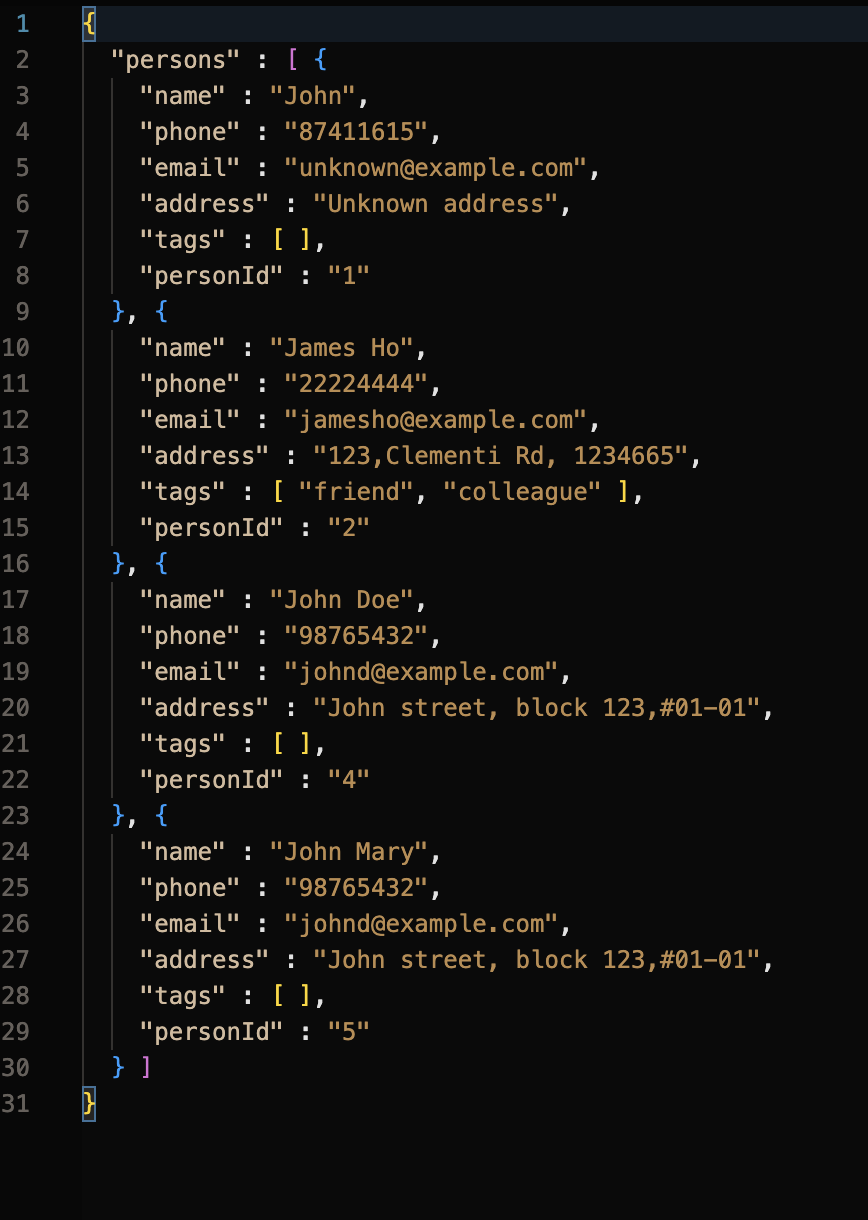 1 {
2 "persons" : [ {
3 "name" : "John",
4 "phone" : "87411615",
5 "email" : "unknown@example.com",
6 "address" : "Unknown address",
7 "tags" : [ ],
8 "personId" : "1"
9 }, {
10 "name" : "James Ho",
11 "phone" : "22224444",
12 "email" : "jamesho@example.com",
13 "address" : "123,Clementi Rd, 1234665",
14 "tags" : [ "friend", "colleague" ],
15 "personId" : "2"
16 }, {
17 "name" : "John Doe",
18 "phone" : "98765432",
19 "email" : "johnd@example.com",
20 "address" : "John street, block 123,#01-01",
21 "tags" : [ ],
22 "personId" : "4"
23 }, {
24 "name" : "John Mary",
25 "phone" : "98765432",
26 "email" : "johnd@example.com",
27 "address" : "John street, block 123,#01-01",
28 "tags" : [ ],
29 "personId" : "5"
30 } ]
31 }